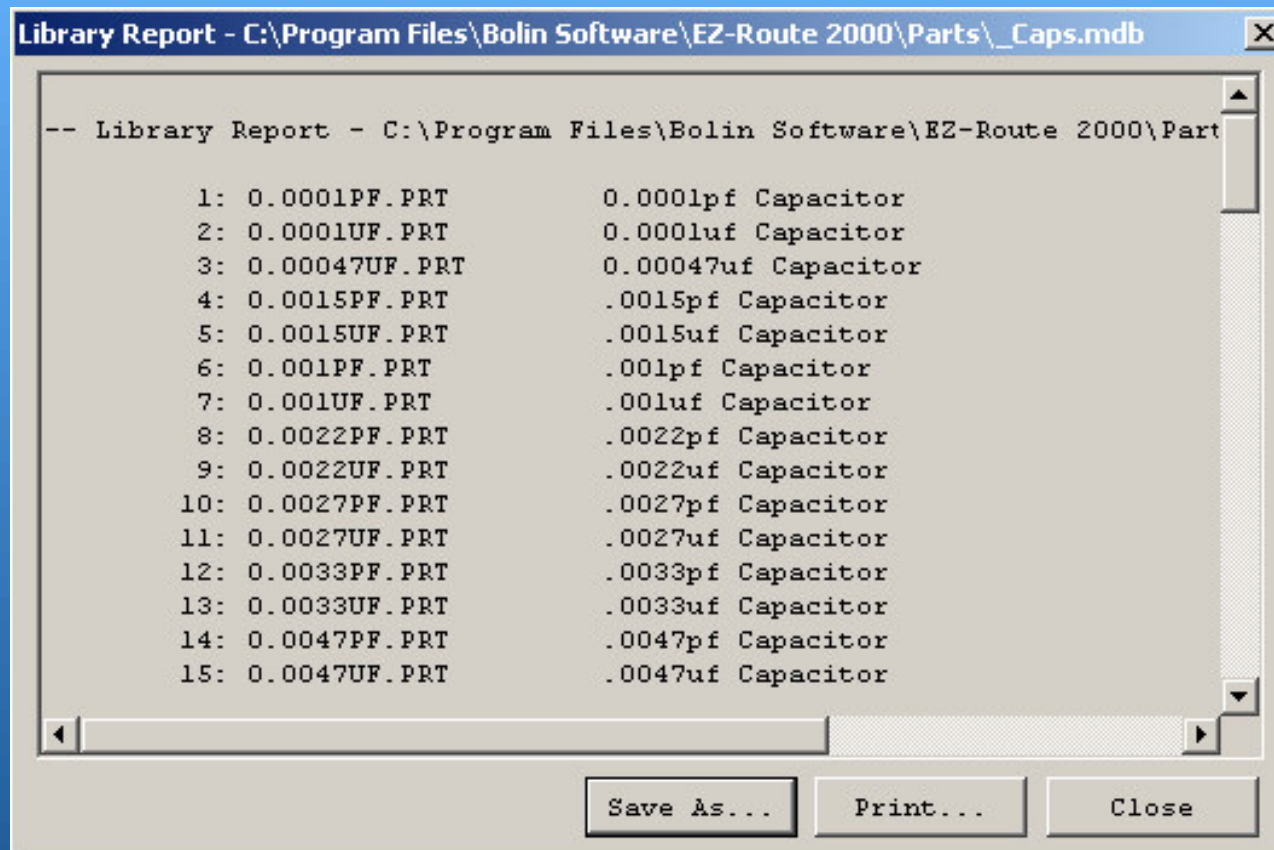 Library Report - C:\Program Files\Bolin Software\EZ-Route 2000\Parts\_Caps.mdb
-- Library Report - C:\Program Files\Bolin Software\EZ-Route 2000\Part
1: 0.0001PF.PRT 0.0001pf Capacitor
2: 0.0001UF.PRT 0.0001uf Capacitor
3: 0.00047UF.PRT 0.00047uf Capacitor
4: 0.0015PF.PRT .0015pf Capacitor
5: 0.0015UF.PRT .0015uf Capacitor
6: 0.001PF.PRT .001pf Capacitor
7: 0.001UF.PRT .001uf Capacitor
8: 0.0022PF.PRT .0022pf Capacitor
9: 0.0022UF.PRT .0022uf Capacitor
10: 0.0027PF.PRT .0027pf Capacitor
11: 0.0027UF.PRT .0027uf Capacitor
12: 0.0033PF.PRT .0033pf Capacitor
13: 0.0033UF.PRT .0033uf Capacitor
14: 0.0047PF.PRT .0047pf Capacitor
15: 0.0047UF.PRT .0047uf Capacitor
Save As... Print... Close